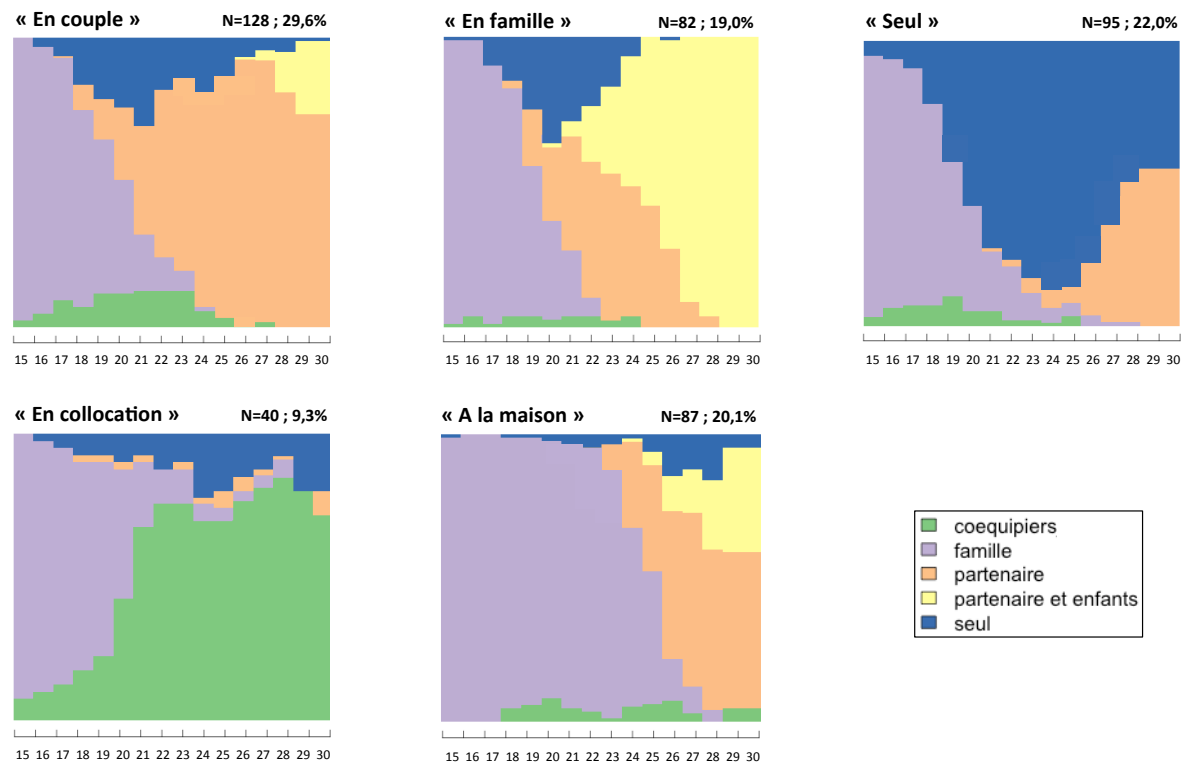 « En couple » N=128 ; 29,6%
« En famille » N=82 ; 19,0%
« Seul » N=95 ; 22,0%
15 16 17 18 19 20 21 22 23 24 25 26 27 28 29 30
15 16 17 18 19 20 21 22 23 24 25 26 27 28 29 30
15 16 17 18 19 20 21 22 23 24 25 26 27 28 29 30
« En collocation » N=40 ; 9,3%
« A la maison » N=87 ; 20,1%
coequipiers
famille
partenaire
partenaire et enfants
seul
15 16 17 18 19 20 21 22 23 24 25 26 27 28 29 30
15 16 17 18 19 20 21 22 23 24 25 26 27 28 29 30